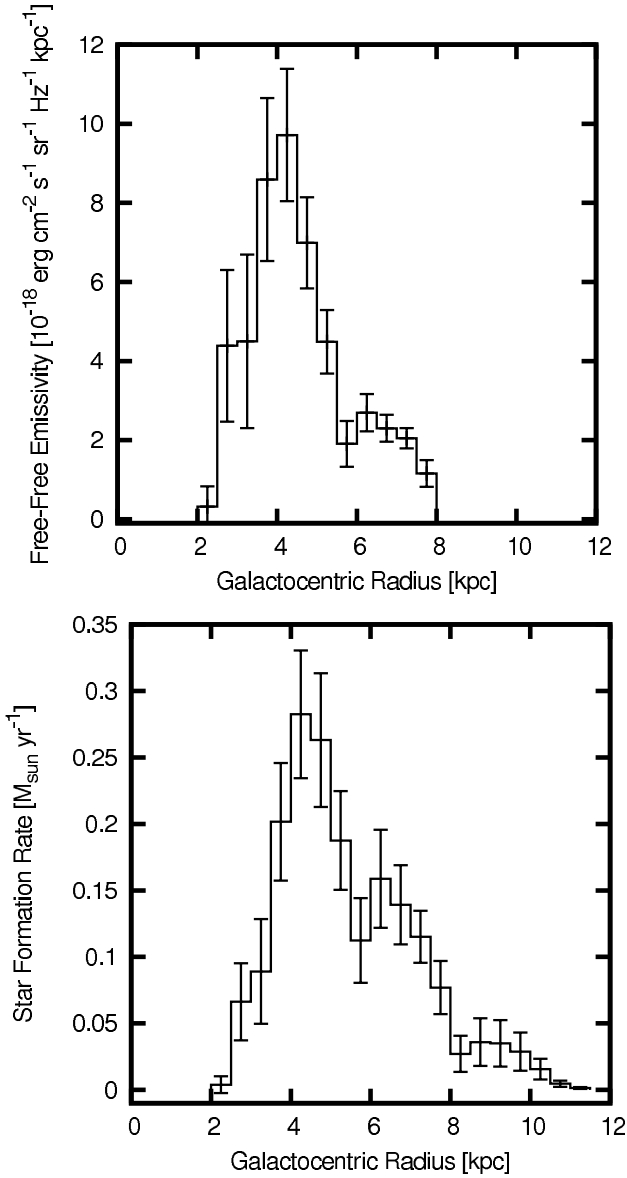 Free-Free Emissivity [10⁻¹⁸ erg cm⁻² s⁻¹ sr⁻¹ Hz⁻¹ kpc⁻¹]
12
10
8
6
4
2
0
0 2 4 6 8 10 12
Galactocentric Radius [kpc]
Star Formation Rate [M_sun yr⁻¹]
0.35
0.3
0.25
0.2
0.15
0.1
0.05
0
0 2 4 6 8 10 12
Galactocentric Radius [kpc]